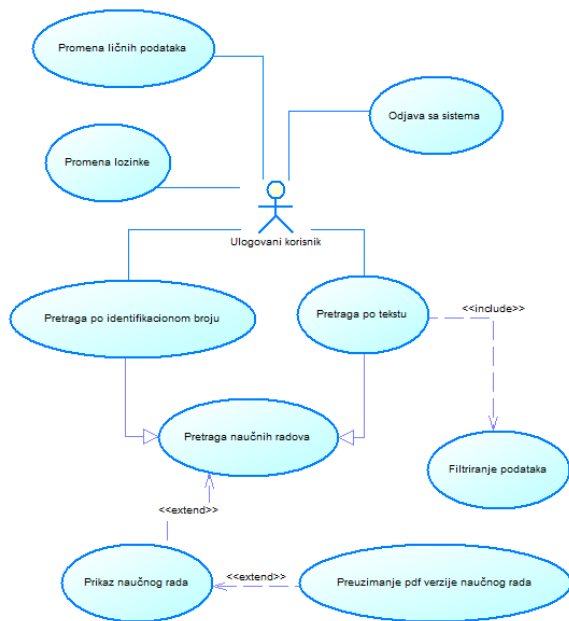 Promena ličnih podataka
Odjava sa sistema
Promena lozinke
Ulogovani korisnik
Pretraga po identifikacionom broju
Pretraga po tekstu
<<include>>
Pretraga naučnih radova
Filtriranje podataka
<<extend>>
Prikaz naučnog rada
<<extend>>
Preuzimanje pdf verzije naučnog rada